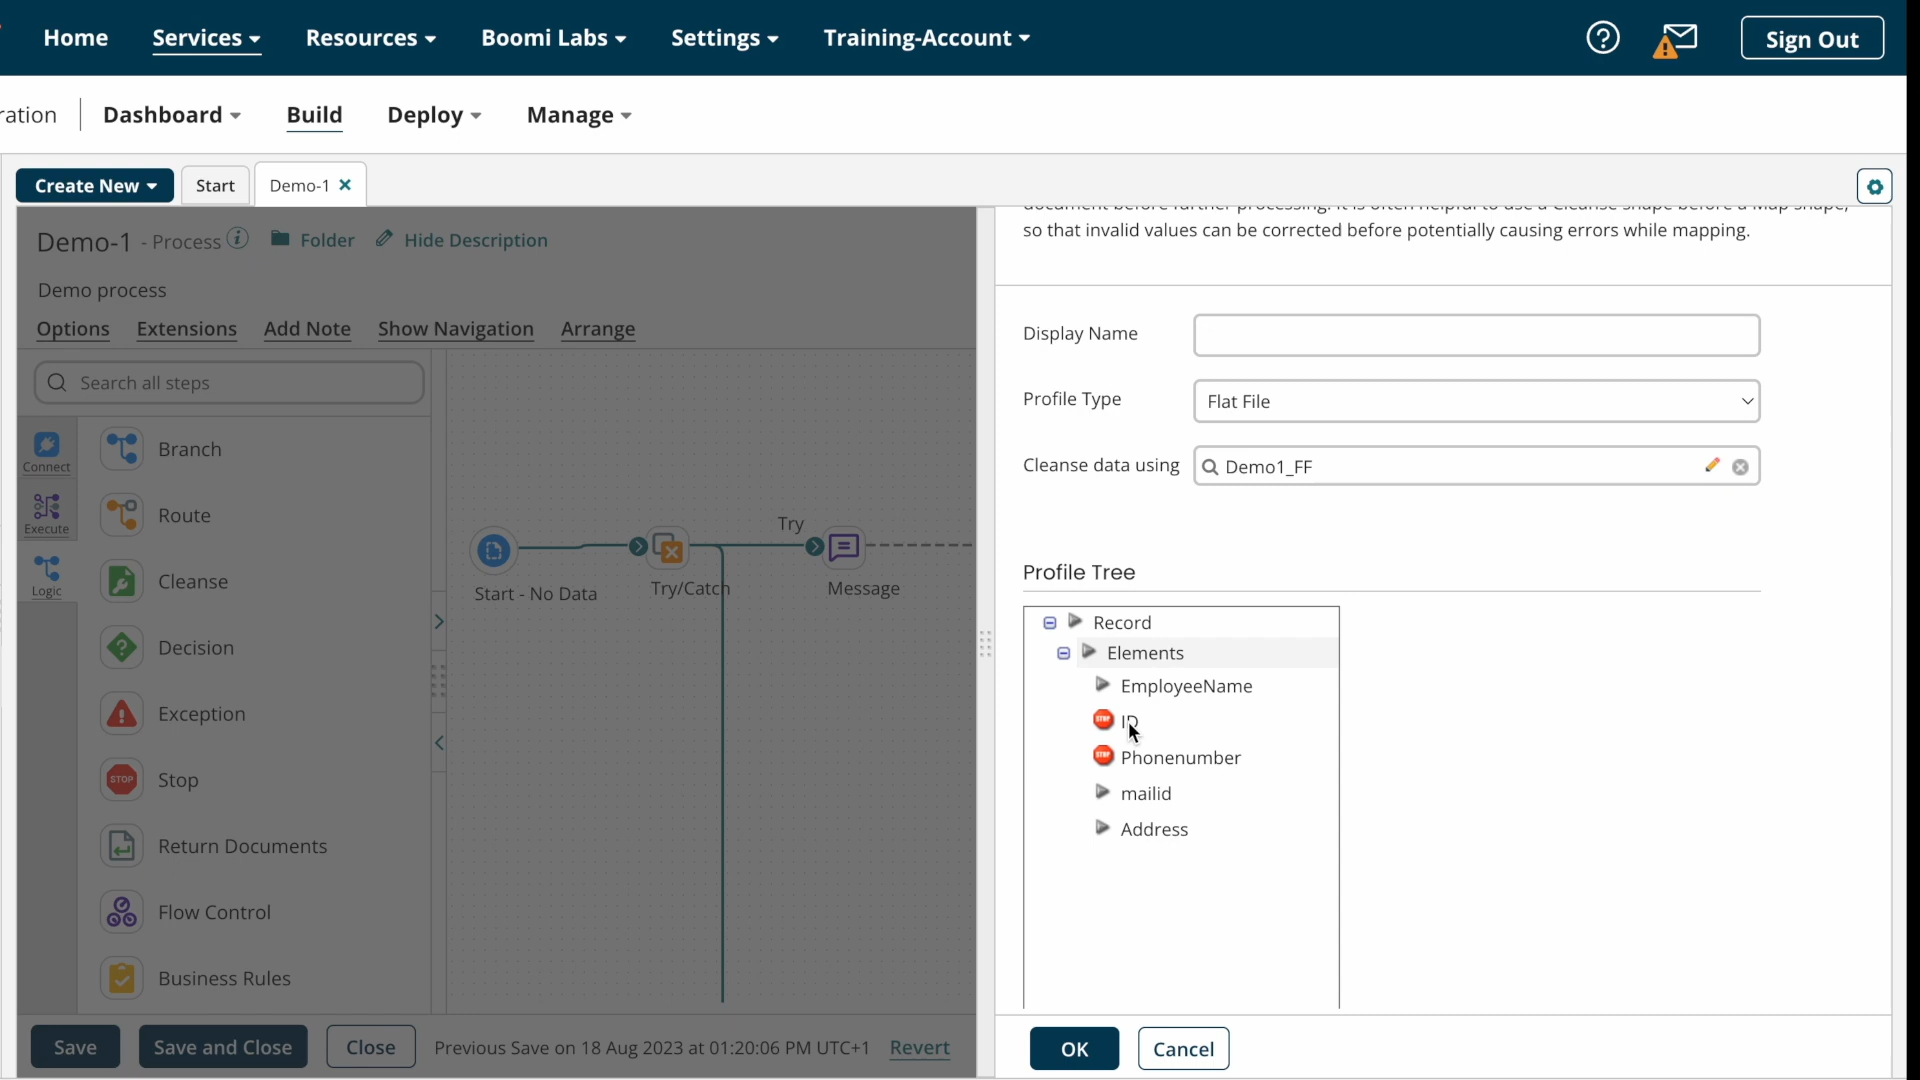 Home
Services
Resources
Boomi Labs
Settings
Training-Account
Sign Out
ration
Dashboard
Build
Deploy
Manage
Create New
Start
Demo-1
Demo-1 - Process
Folder
Hide Description
Demo process
Options
Extensions
Add Note
Show Navigation
Arrange
Search all steps
Connect
Execute
Logic
Branch
Route
Cleanse
Decision
Exception
STOP
Stop
Return Documents
Flow Control
Business Rules
Start - No Data
Try/Catch
Try
Message
Save
Save and Close
Close
Previous Save on 18 Aug 2023 at 01:20:06 PM UTC+1
Revert
document before further processing. It is often helpful to use a Cleanse shape before a Map shape,
so that invalid values can be corrected before potentially causing errors while mapping.
Display Name
Profile Type
Flat File
Cleanse data using
Demo1_FF
Profile Tree
Record
Elements
EmployeeName
STOP ID
STOP Phonenumber
mailid
Address
OK
Cancel